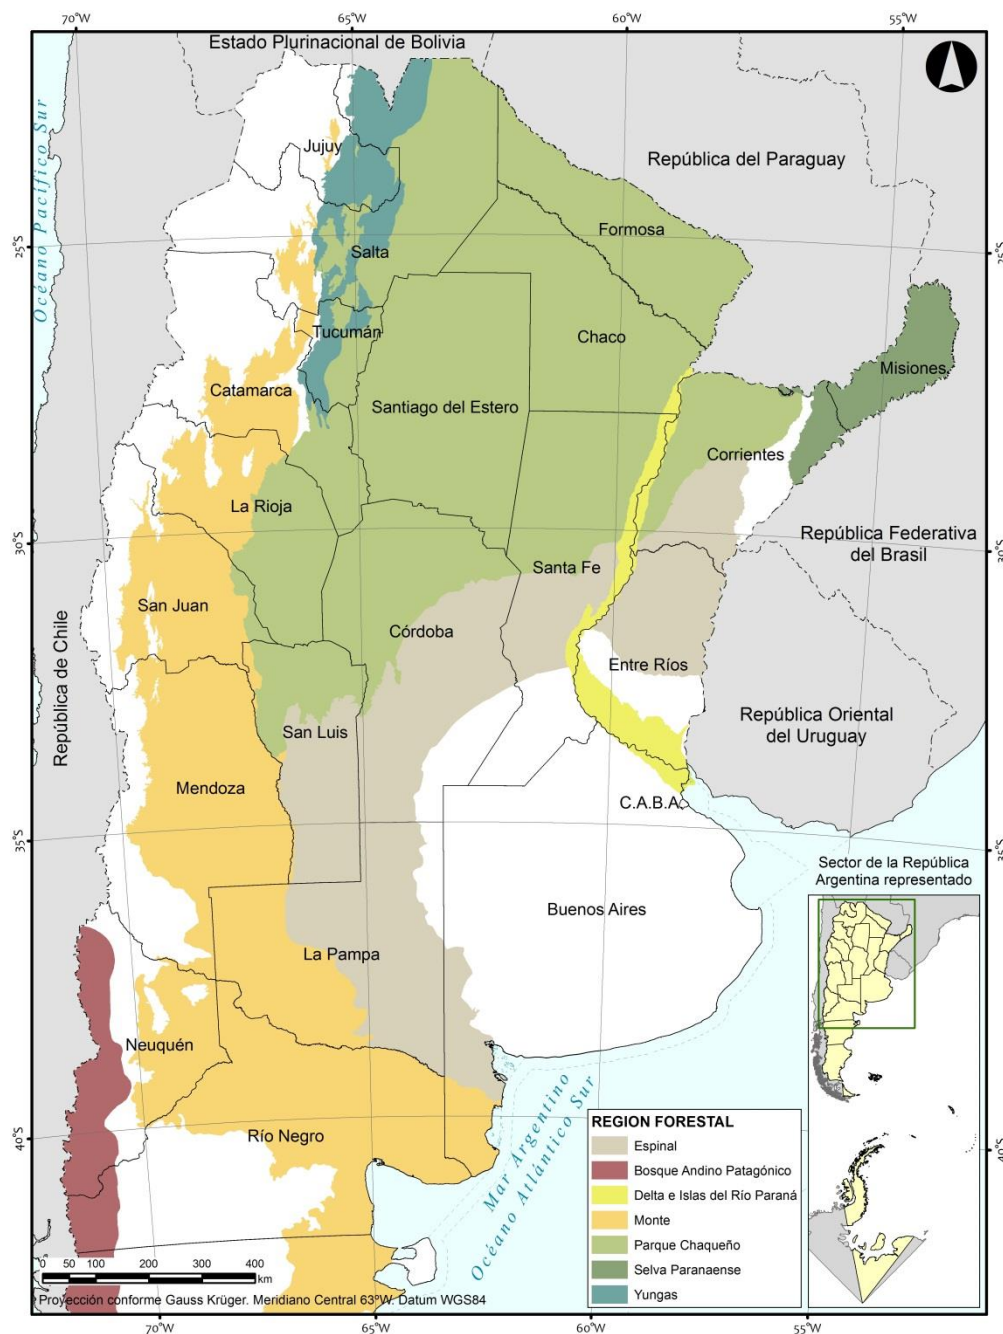 70°W
65°W
60°W
55°W
Estado Plurinacional de Bolivia
Océano Pacífico Sur
Jujuy
República del Paraguay
Formosa
25°S
25°S
Salta
Tucumán
Chaco
Misiones
Catamarca
Santiago del Estero
Corrientes
La Rioja
República Federativa
del Brasil
30°S
30°S
Santa Fe
San Juan
Córdoba
República de Chile
Entre Ríos
San Luis
República Oriental
del Uruguay
Mendoza
C.A.B.A.
35°S
35°S
Sector de la República
Argentina representado
Buenos Aires
La Pampa
Neuquén
Mar Argentino
Océano Atlántico Sur
Río Negro
40°S
40°S
REGION FORESTAL
Espinal
Bosque Andino Patagónico
Delta e Islas del Río Paraná
Monte
Parque Chaqueño
Selva Paranaense
Yungas
0 50 100 200 300 400
km
Proyección conforme Gauss Krüger. Meridiano Central 63°W. Datum WGS84
70°W
65°W
60°W
55°W